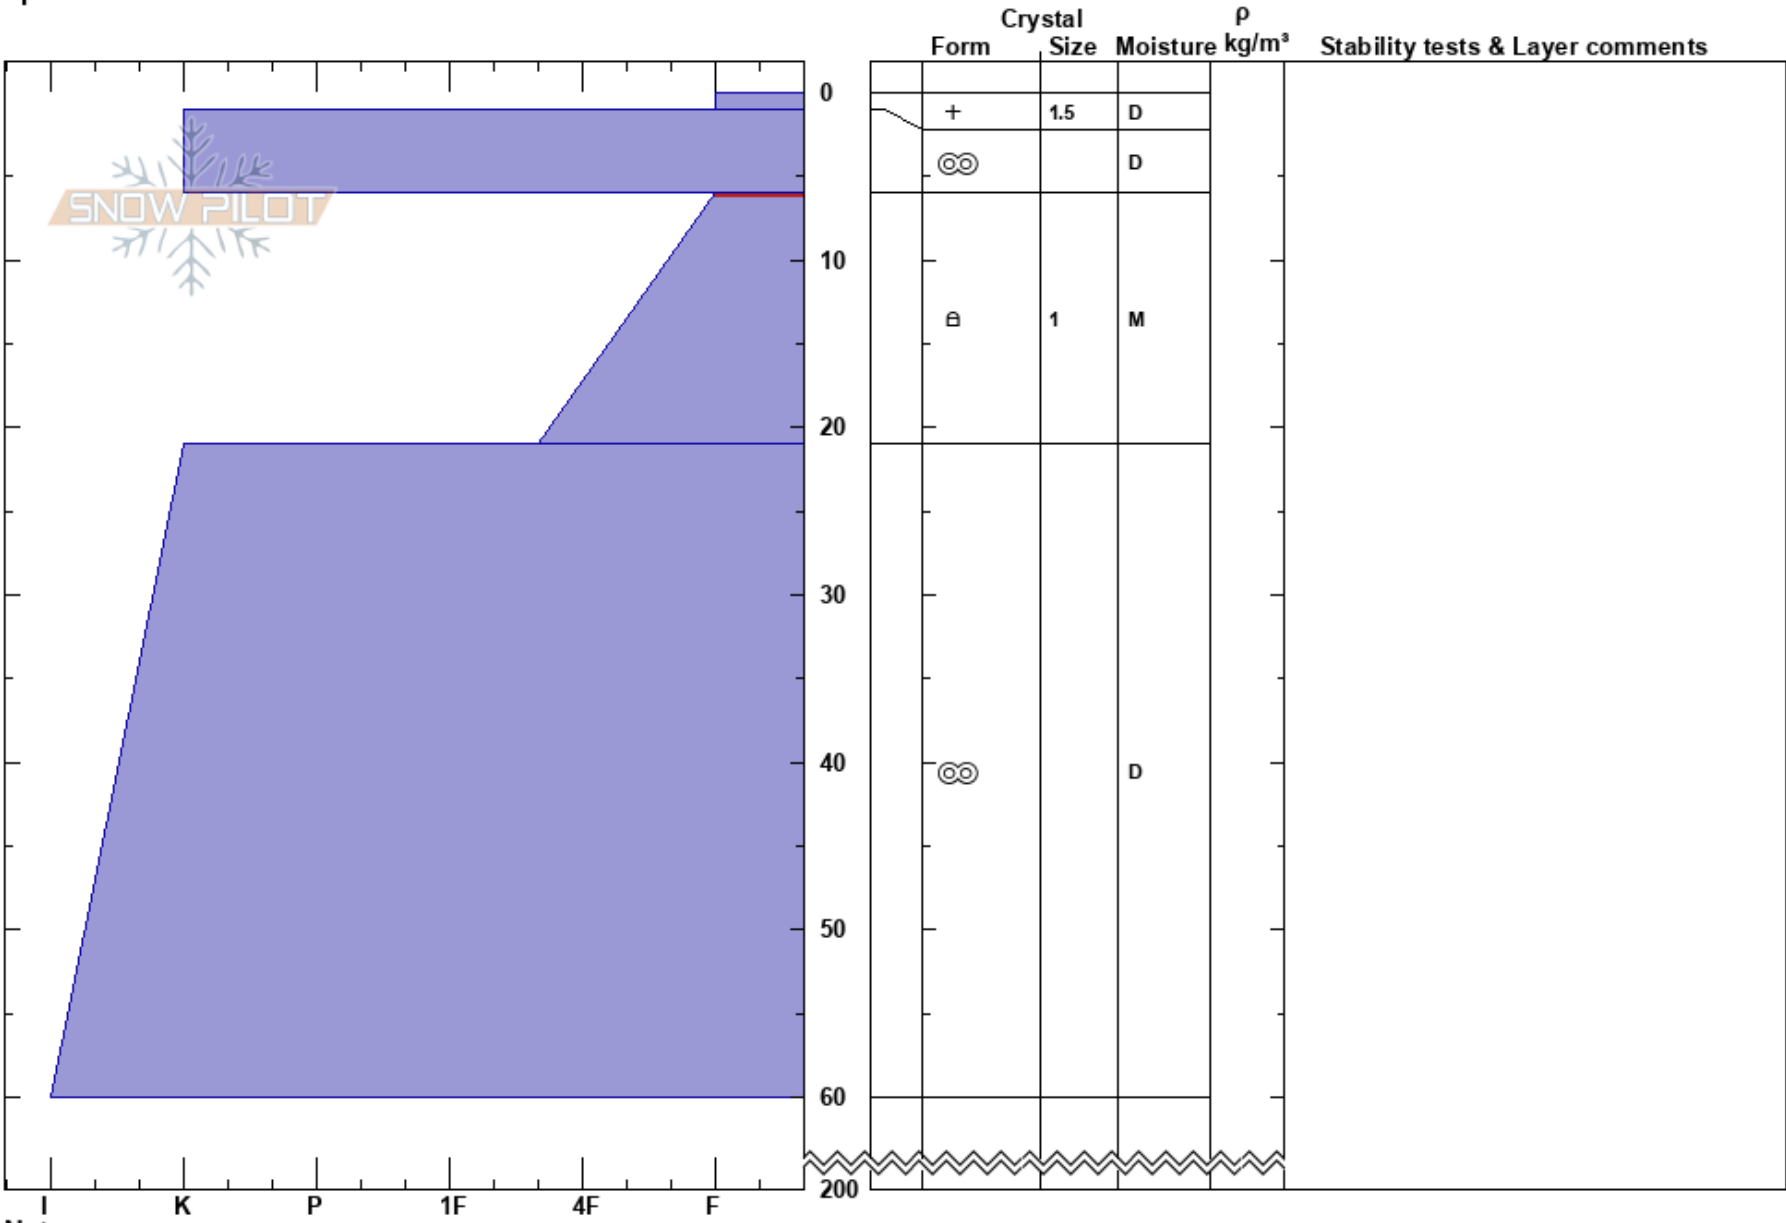 Crystal ρ
Form Size Moisture kg/m³ Stability tests & Layer comments
0
+ 1.5 D
D
SNOW PILOT
10
1 M
20
30
40
D
50
60
200
I K P 1F 4F F